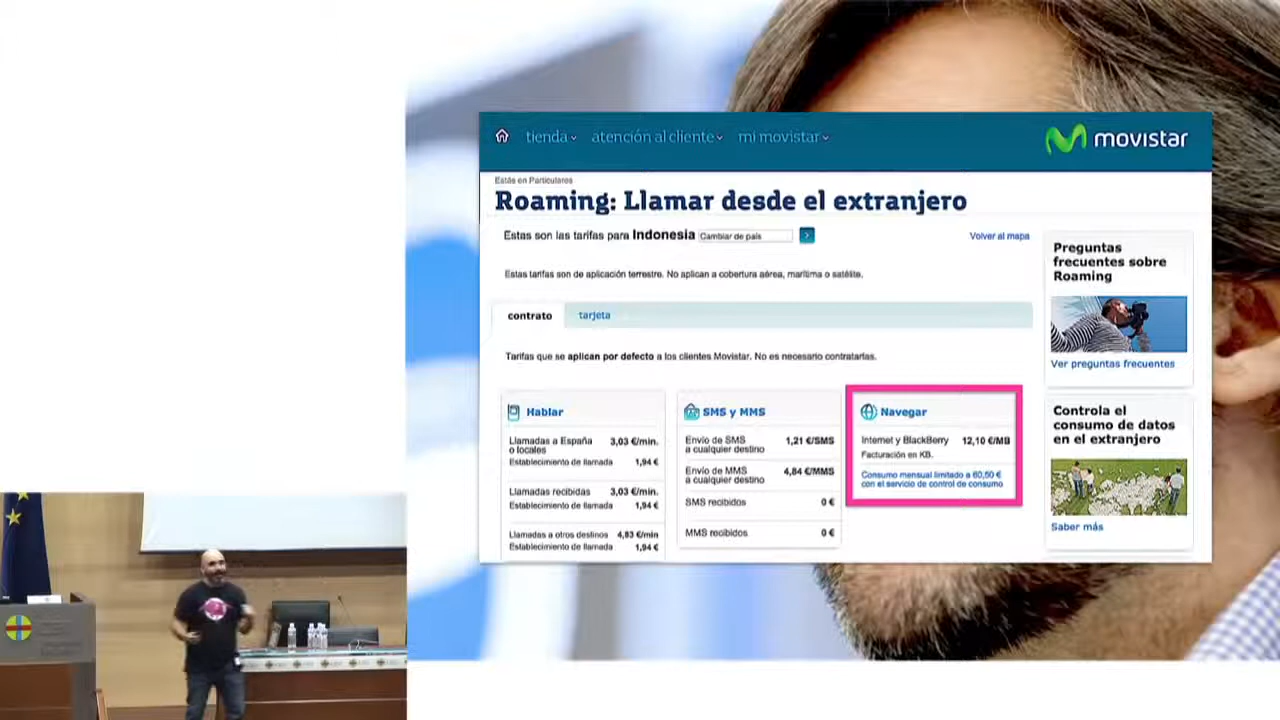 tienda
atención al cliente
mi movistar
movistar
Estás en Particulares
Roaming: Llamar desde el extranjero
Estas son las tarifas para Indonesia
Cambiar de país
Volver al mapa
Estas tarifas son de aplicación terrestre. No aplican a cobertura aérea, marítima o satélite.
contrato
tarjeta
Tarifas que se aplican por defecto a los clientes Movistar. No es necesario contratarlas.
Hablar
Llamadas a España 3,03 €/min.
o locales
Establecimiento de llamada 1,94 €
Llamadas recibidas 3,03 €/min.
Establecimiento de llamada 1,94 €
Llamadas a otros destinos 4,83 €/min
Establecimiento de llamada 1,94 €
SMS y MMS
Envío de SMS 1,21 €/SMS
a cualquier destino
Envío de MMS 4,84 €/MMS
a cualquier destino
SMS recibidos 0 €
MMS recibidos 0 €
Navegar
Internet y BlackBerry 12,10 €/MB
Facturación en KB.
Consumo mensual limitado a 60,50 €
con el servicio de control de consumo
Preguntas
frecuentes sobre
Roaming
Ver preguntas frecuentes
Controla el
consumo de datos
en el extranjero
Saber más